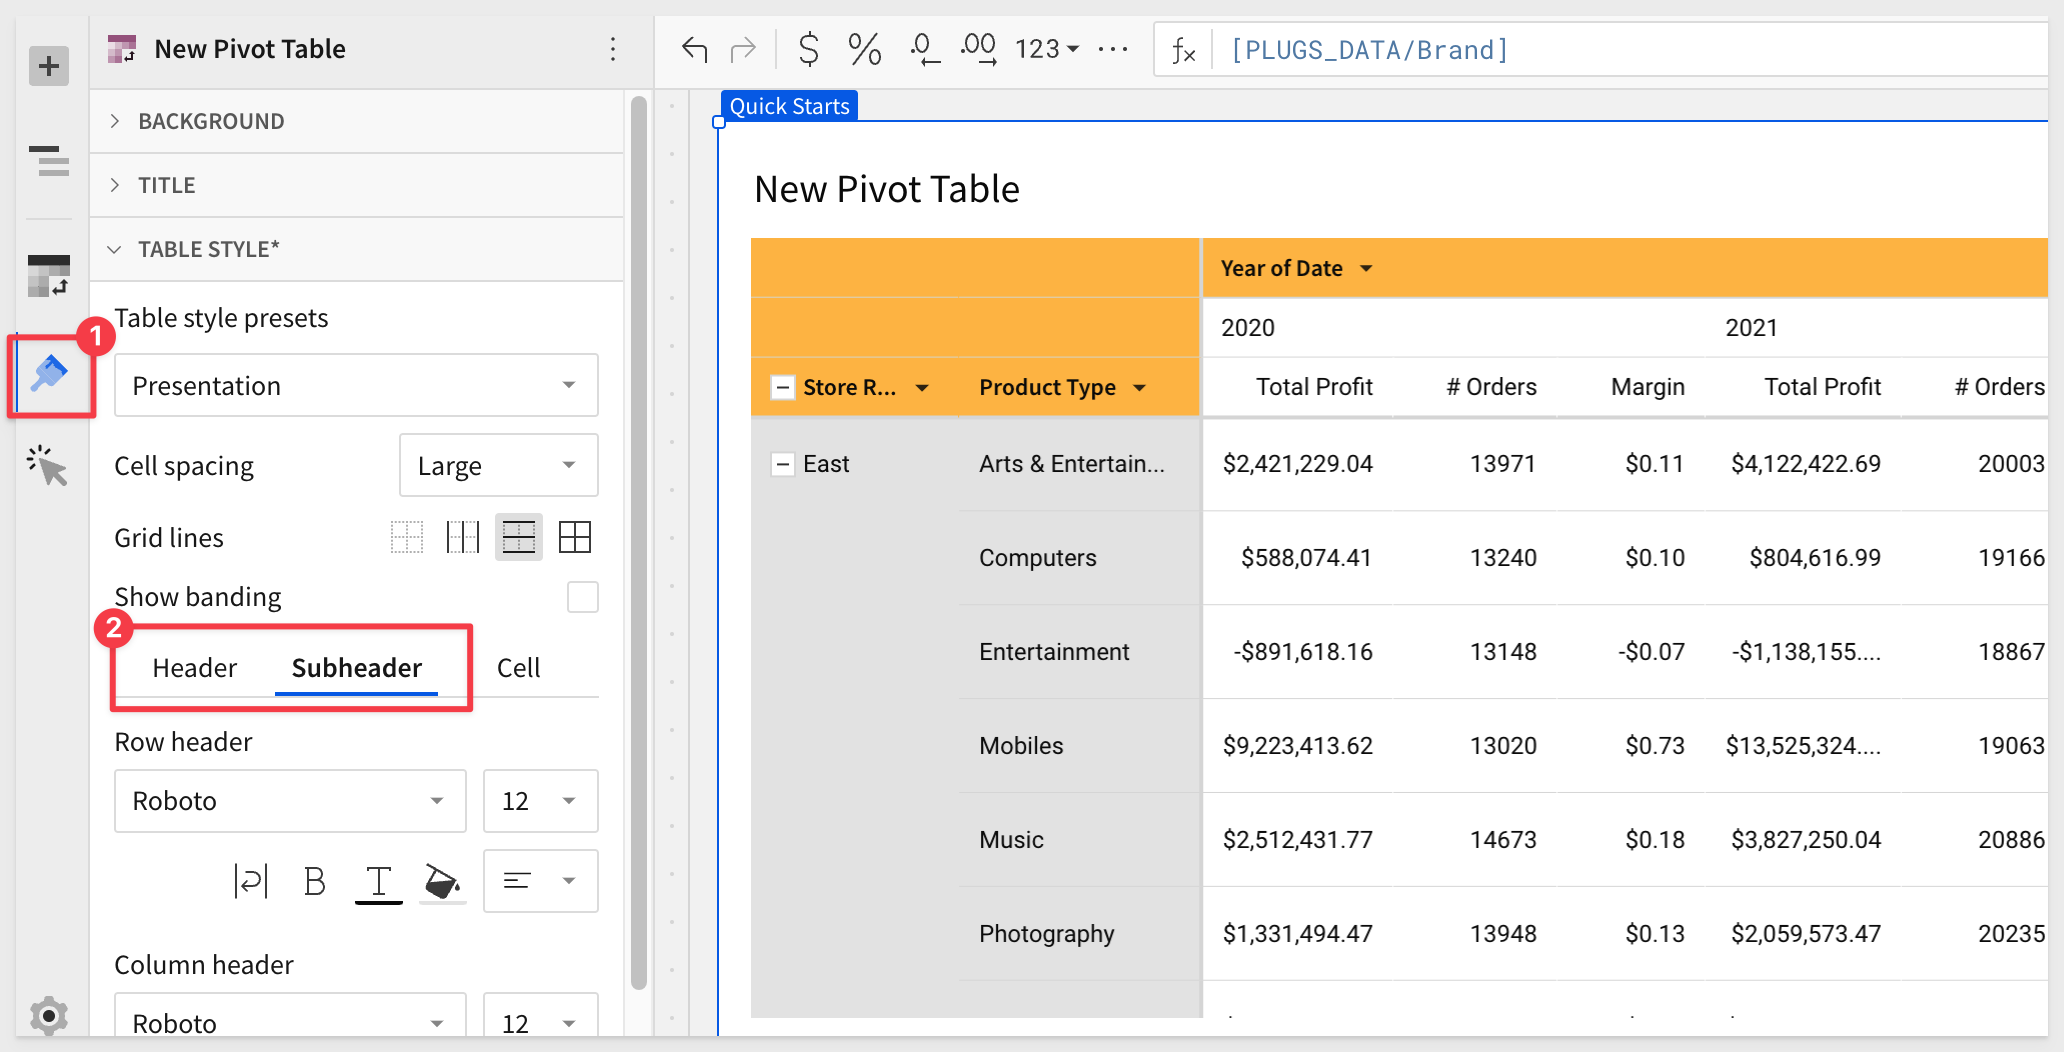 New Pivot Table
$ % .0 .00 123 ...
fx [PLUGS_DATA/Brand]
BACKGROUND
TITLE
TABLE STYLE*
1
Table style presets
Presentation
Cell spacing
Large
Grid lines
Show banding
2
Header Subheader Cell
Row header
Roboto 12
B T
Column header
Roboto 12
Quick Starts
New Pivot Table
Year of Date
2020 2021
Store R... Product Type Total Profit # Orders Margin Total Profit # Orders
East Arts & Entertain... $2,421,229.04 13971 $0.11 $4,122,422.69 20003
Computers $588,074.41 13240 $0.10 $804,616.99 19166
Entertainment -$891,618.16 13148 -$0.07 -$1,138,155.... 18867
Mobiles $9,223,413.62 13020 $0.73 $13,525,324.... 19063
Music $2,512,431.77 14673 $0.18 $3,827,250.04 20886
Photography $1,331,494.47 13948 $0.13 $2,059,573.47 20235